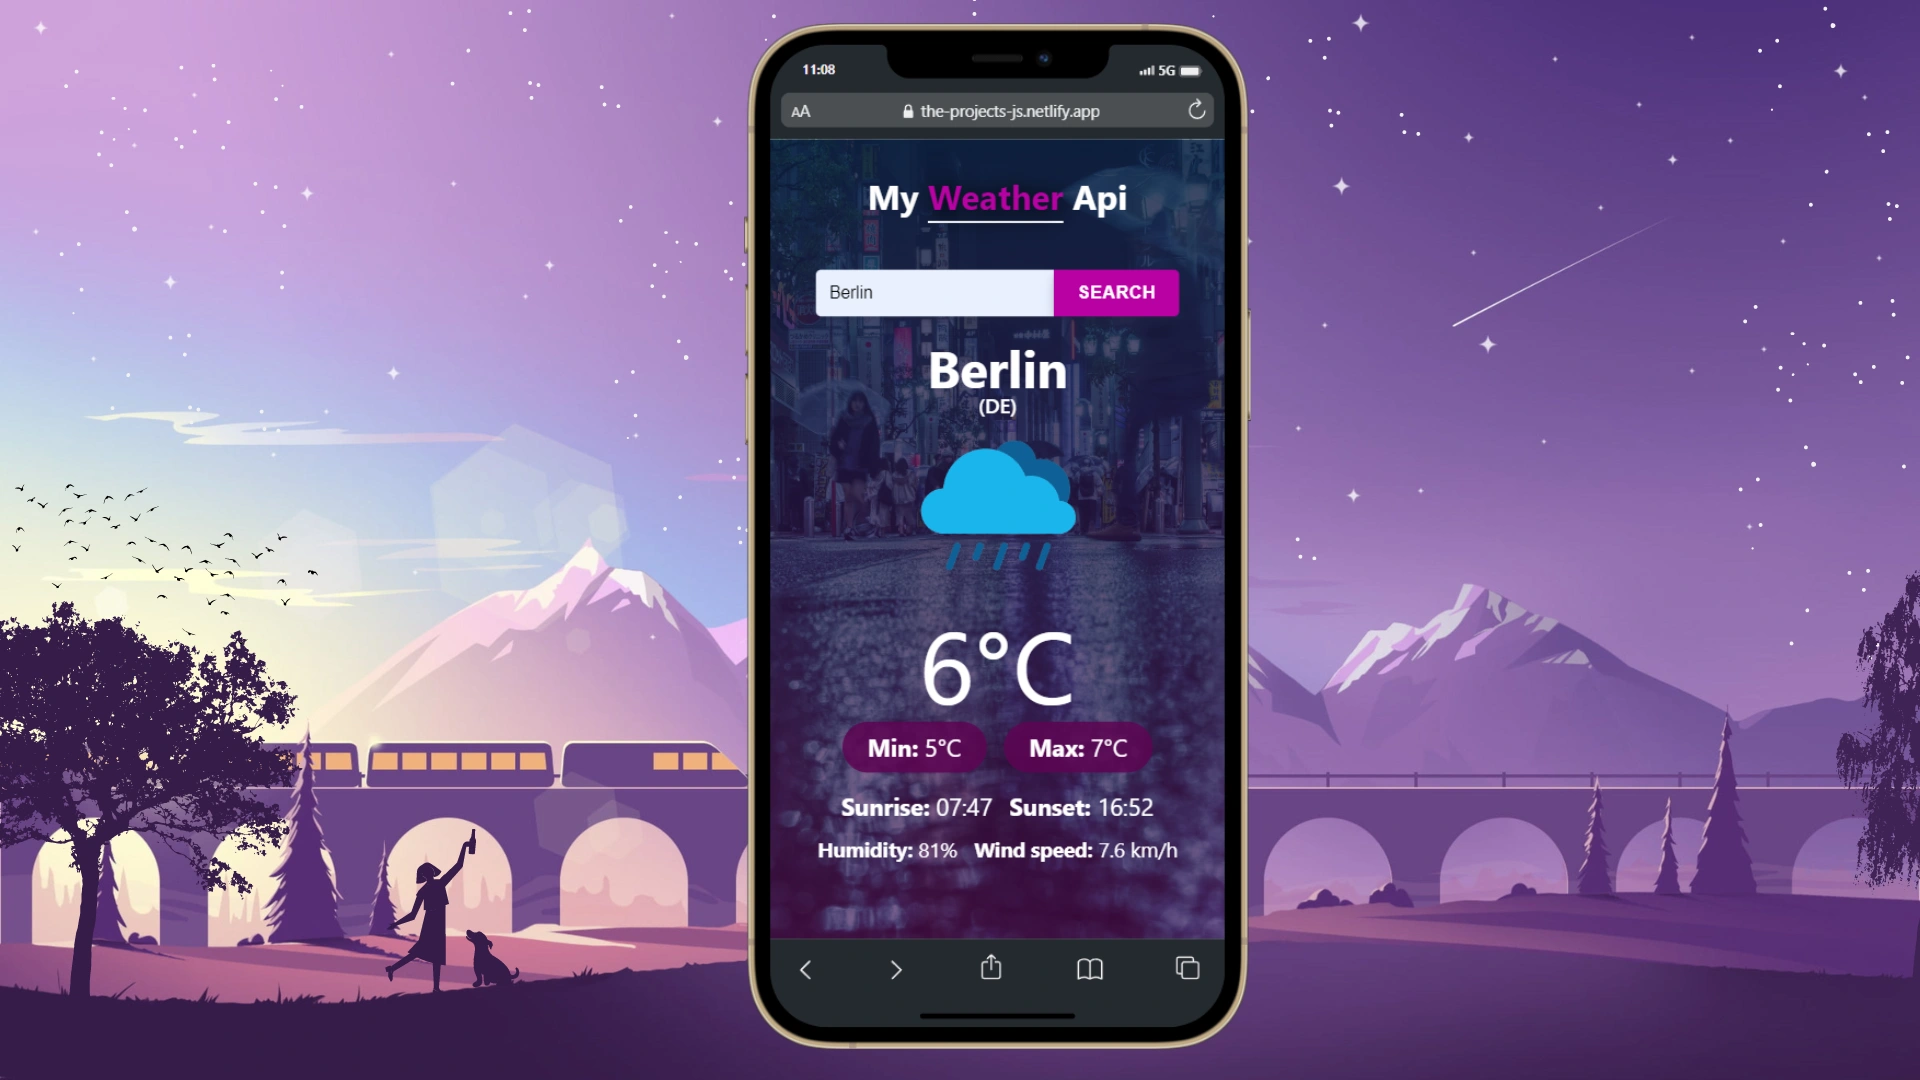 11:08
5G
AA the-projects-js.netlify.app
My Weather Api
Berlin SEARCH
Berlin
(DE)
6°C
Min: 5°C Max: 7°C
Sunrise: 07:47 Sunset: 16:52
Humidity: 81% Wind speed: 7.6 km/h